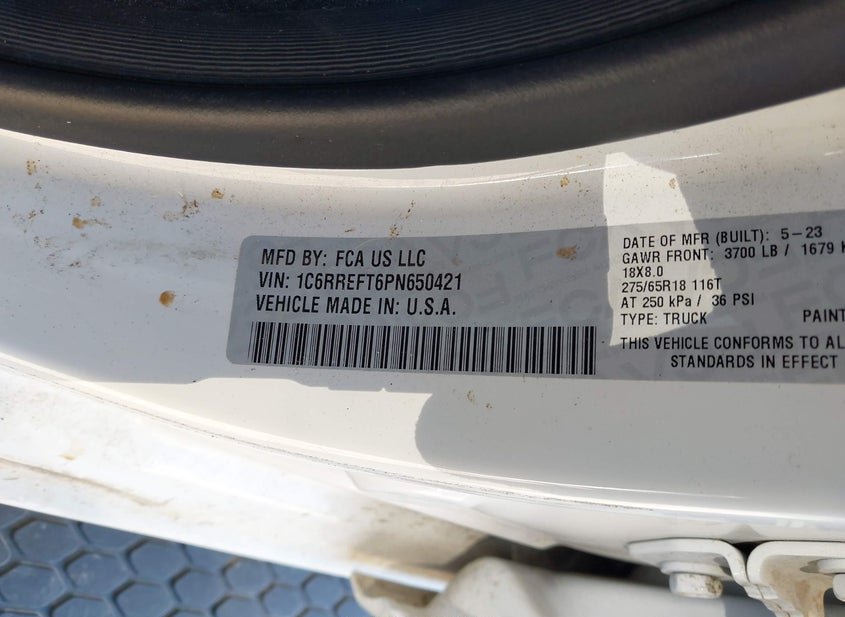 MFD BY: FCA US LLC
VIN: 1C6RREFT6PN650421
VEHICLE MADE IN: U.S.A.
DATE OF MFR (BUILT): 5-23
GAWR FRONT: 3700 LB / 1679 K
18X8.0
275/65R18 116T
AT 250 kPa / 36 PSI
TYPE: TRUCK PAINT
THIS VEHICLE CONFORMS TO AL
STANDARDS IN EFFECT